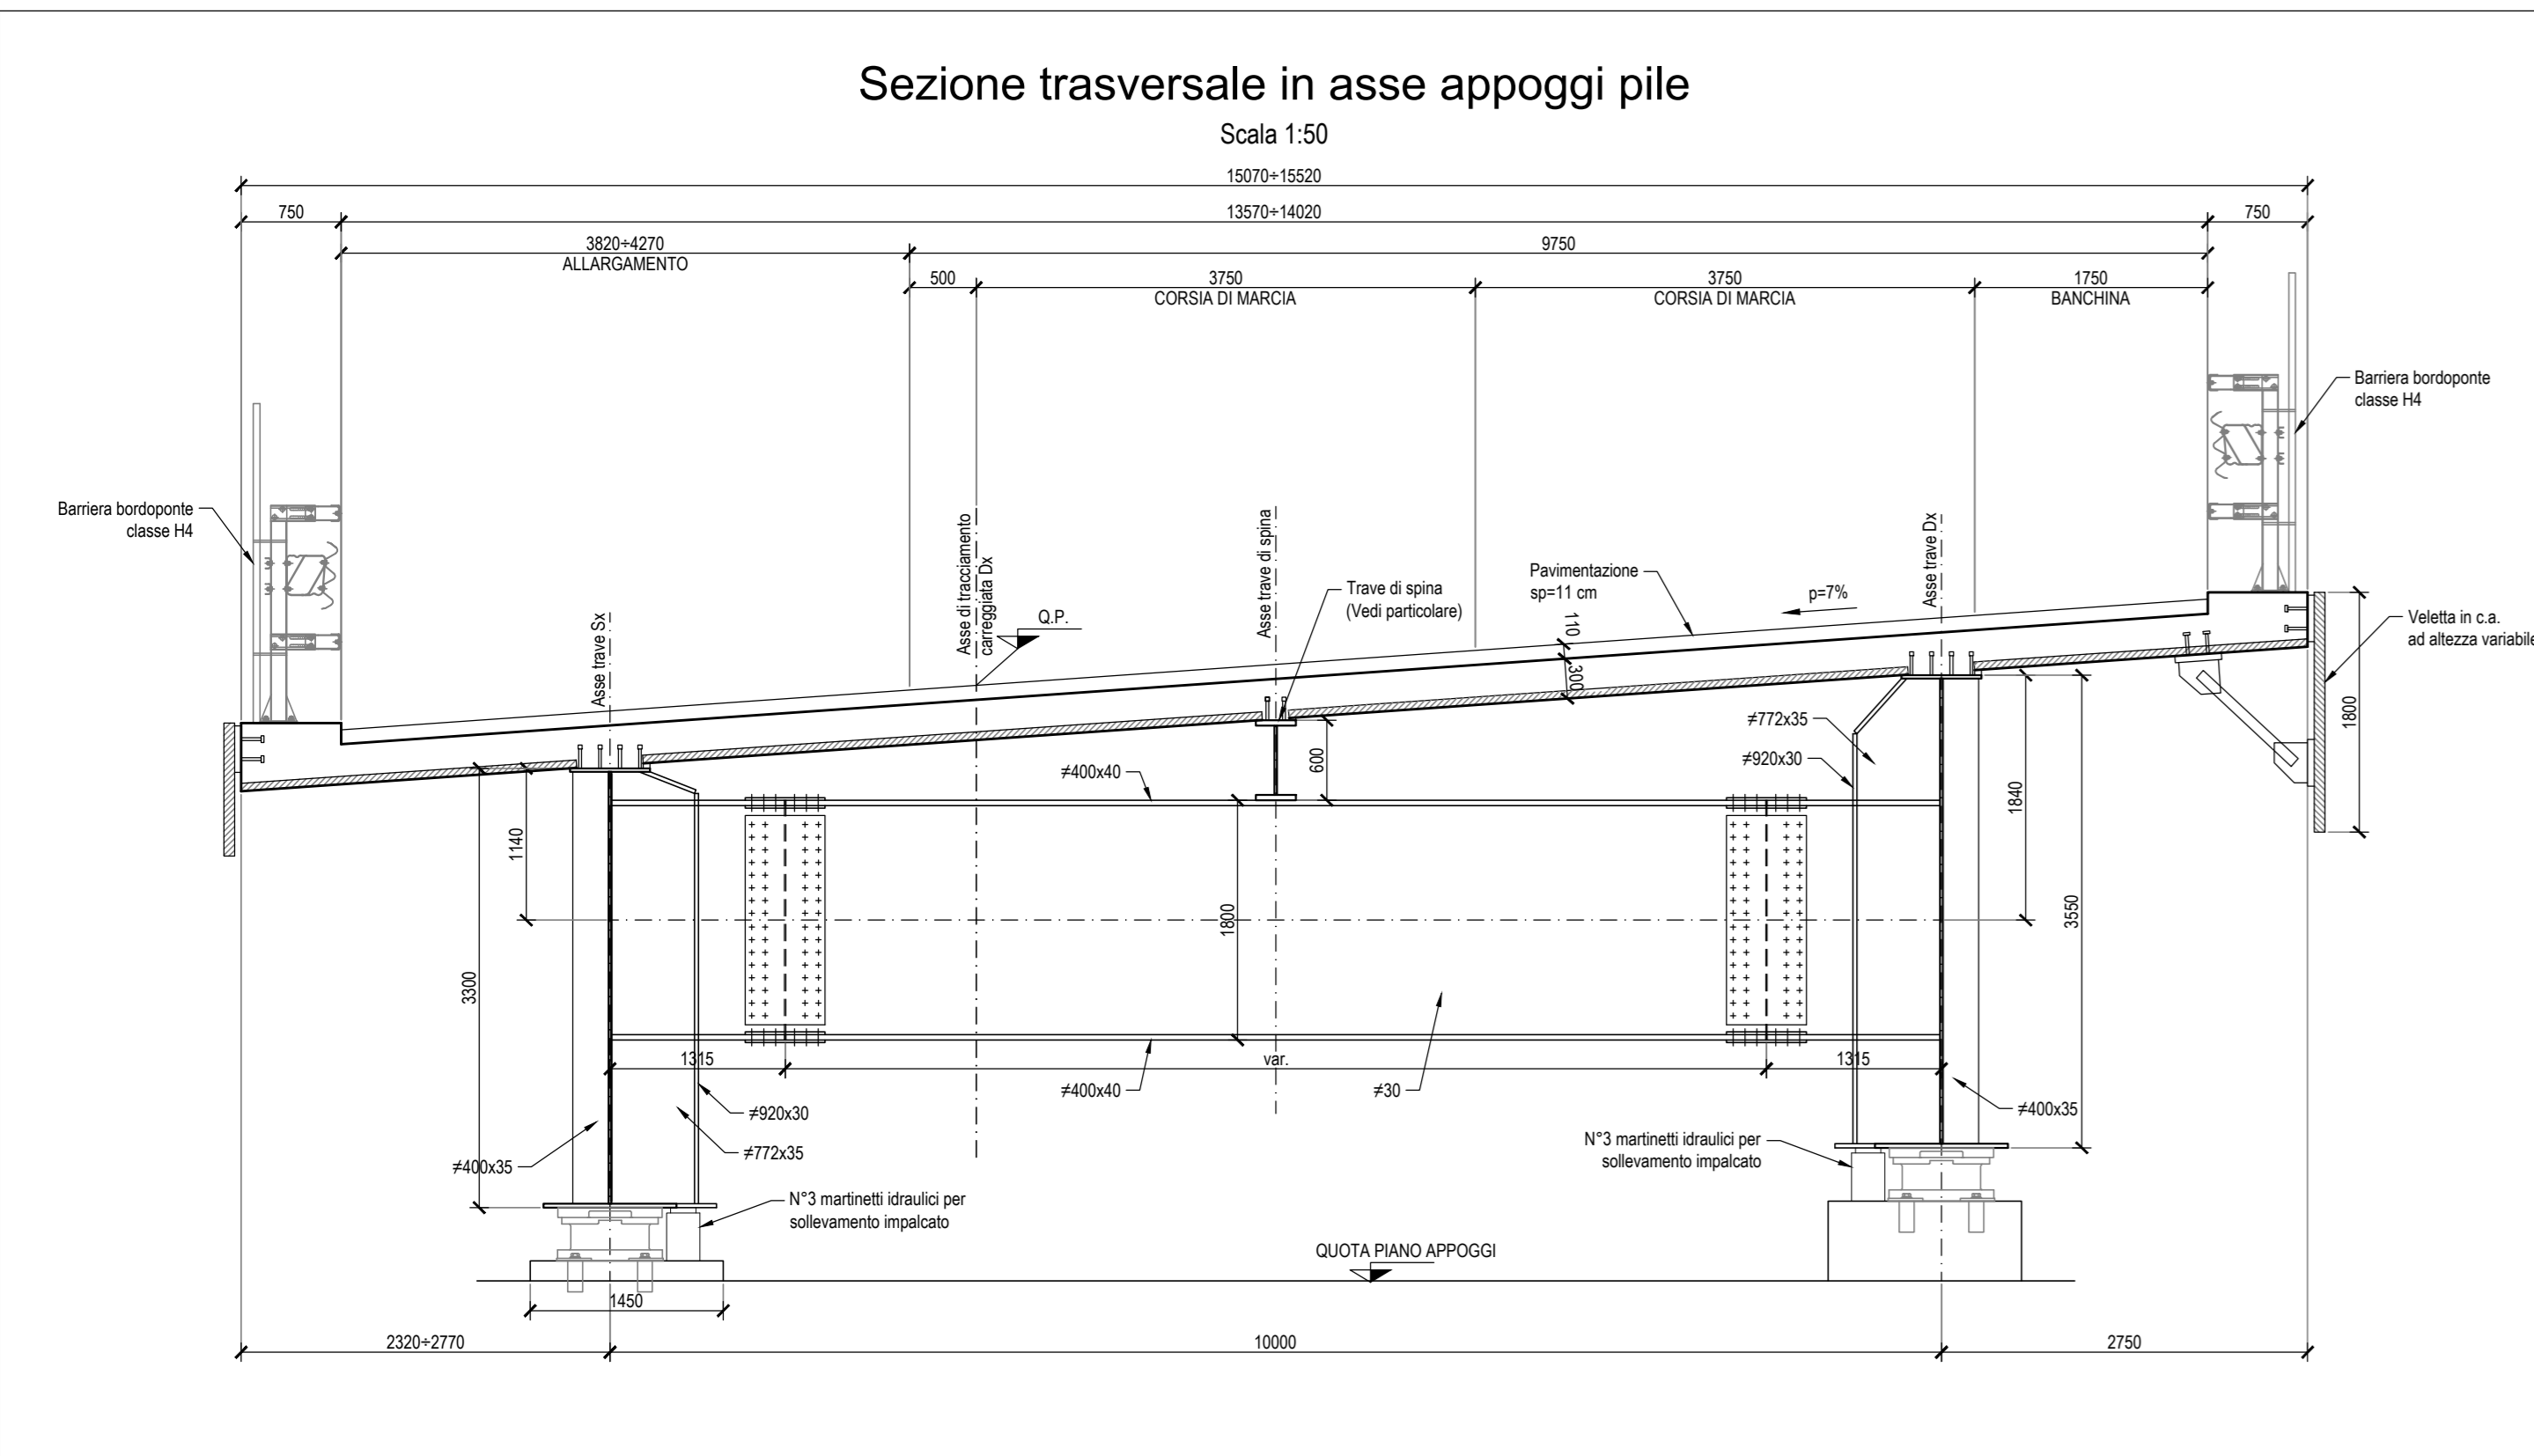 Sezione trasversale in asse appoggi pile
Scala 1:50
15070÷15520
750
13570÷14020
750
3820÷4270
ALLARGAMENTO
9750
500
3750
CORSIA DI MARCIA
3750
CORSIA DI MARCIA
1750
BANCHINA
Barriera bordoponte
classe H4
Barriera bordoponte
classe H4
Asse trave Sx
Asse di tracciamento
carreggiata Dx
Q.P.
Asse trave di spina
Trave di spina
(Vedi particolare)
Pavimentazione
sp=11 cm
110
300
p=7%
Asse trave Dx
Veletta in c.a.
ad altezza variabile
1800
≠772x35
≠920x30
≠400x40
600
1140
1840
1800
3300
3550
1315
var.
1315
≠400x40
≠30
≠920x30
≠772x35
≠400x35
≠400x35
N°3 martinetti idraulici per
sollevamento impalcato
N°3 martinetti idraulici per
sollevamento impalcato
QUOTA PIANO APPOGGI
1450
2320÷2770
10000
2750